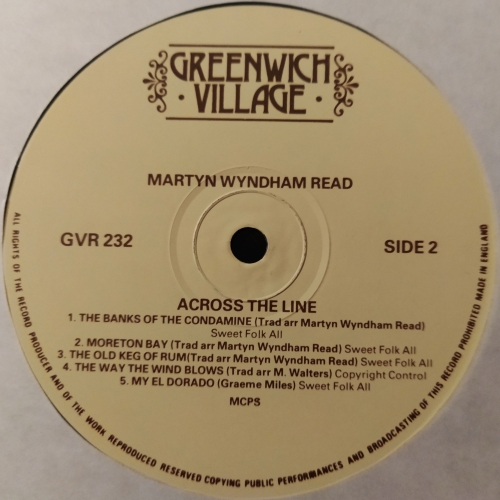 GREENWICH
· VILLAGE ·
MARTYN WYNDHAM READ
GVR 232
SIDE 2
ACROSS THE LINE
1. THE BANKS OF THE CONDAMINE (Trad arr Martyn Wyndham Read)
Sweet Folk All
2. MORETON BAY (Trad arr Martyn Wyndham Read) Sweet Folk All
3. THE OLD KEG OF RUM(Trad arr Martyn Wyndham Read) Sweet Folk All
4. THE WAY THE WIND BLOWS (Trad arr M. Walters) Copyright Control
5. MY EL DORADO (Graeme Miles) Sweet Folk All
MCPS
ALL RIGHTS OF THE RECORD PRODUCER AND OF THE WORK REPRODUCED RESERVED COPYING PUBLIC PERFORMANCES AND BROADCASTING OF THIS RECORD PROHIBITED MADE IN ENGLAND